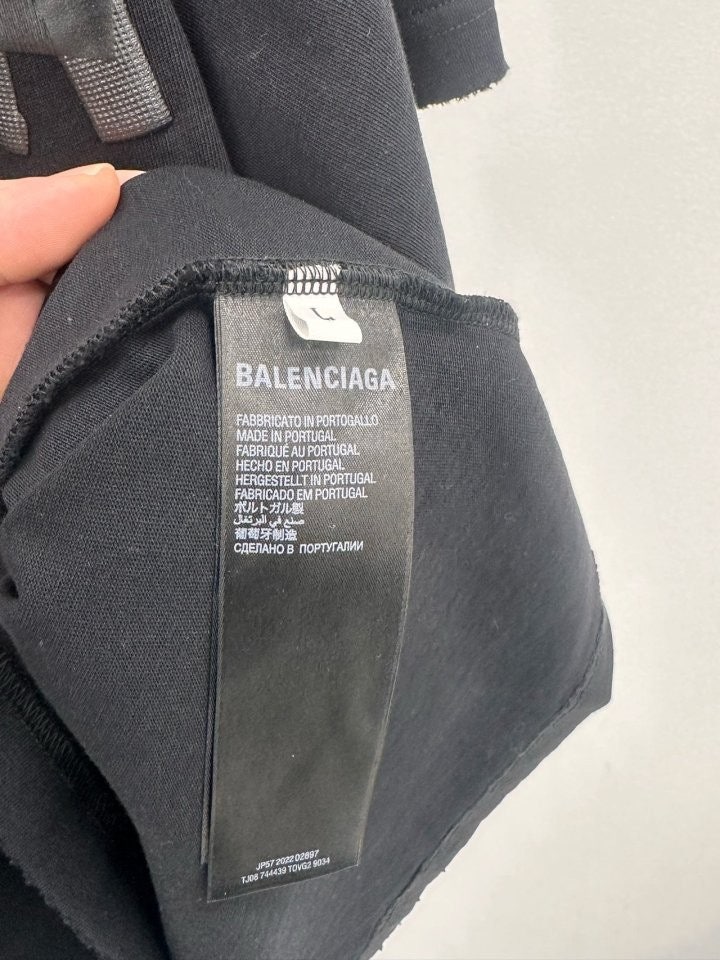 L
BALENCIAGA
FABBRICATO IN PORTOGALLO
MADE IN PORTUGAL
FABRIQUÉ AU PORTUGAL
HECHO EN PORTUGAL
HERGESTELLT IN PORTUGAL
FABRICADO EM PORTUGAL
ポルトガル製
صنع في البرتغال
葡萄牙制造
СДЕЛАНО В ПОРТУГАЛИИ
JP57 2022 02897
TJ08 744439 TOVG2 9034